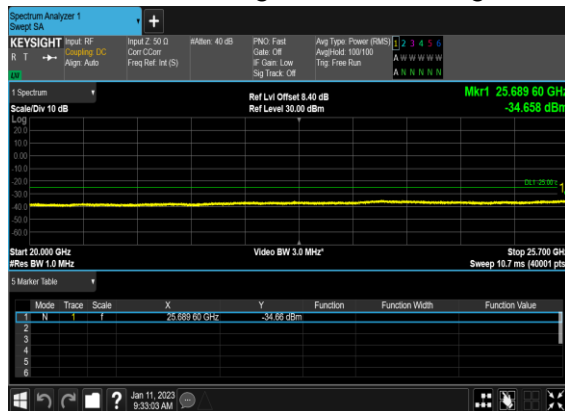 Spectrum Analyzer 1
Swept SA
+
KEYSIGHT Input: RF Input Z: 50 Ω #Atten: 40 dB PNO: Fast Avg Type: Power (RMS) 1 2 3 4 5 6
R T Coupling: DC Corr CCorr Gate: Off Avg|Hold: 100/100 A W W W W W
Align: Auto Freq Ref: Int (S) IF Gain: Low Trig: Free Run
LXI Sig Track: Off A N N N N N
1 Spectrum Ref Lvl Offset 8.40 dB Mkr1 25.689 60 GHz
Scale/Div 10 dB Ref Level 30.00 dBm -34.658 dBm
Log
20.0
10.0
0.00
-10.0
-20.0
DL1 -25.00
1
-30.0
-40.0
-50.0
-60.0
Start 20.000 GHz Video BW 3.0 MHz* Stop 25.700 GHz
#Res BW 1.0 MHz Sweep 10.7 ms (40001 pts
5 Marker Table
Mode Trace Scale X Y Function Function Width Function Value
1 N 1 f 25.689 60 GHz -34.66 dBm
2
3
4
5
6
? Jan 11, 2023
9:33:03 AM